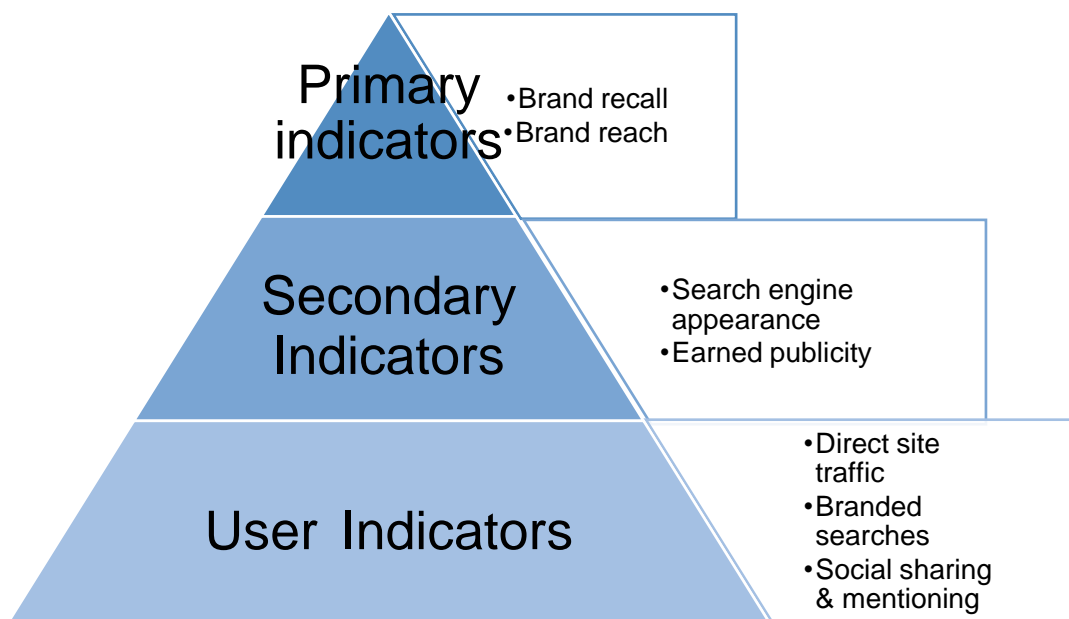 Primary
indicators
•Brand recall
•Brand reach
Secondary
Indicators
•Search engine
appearance
•Earned publicity
User Indicators
•Direct site
traffic
•Branded
searches
•Social sharing
& mentioning